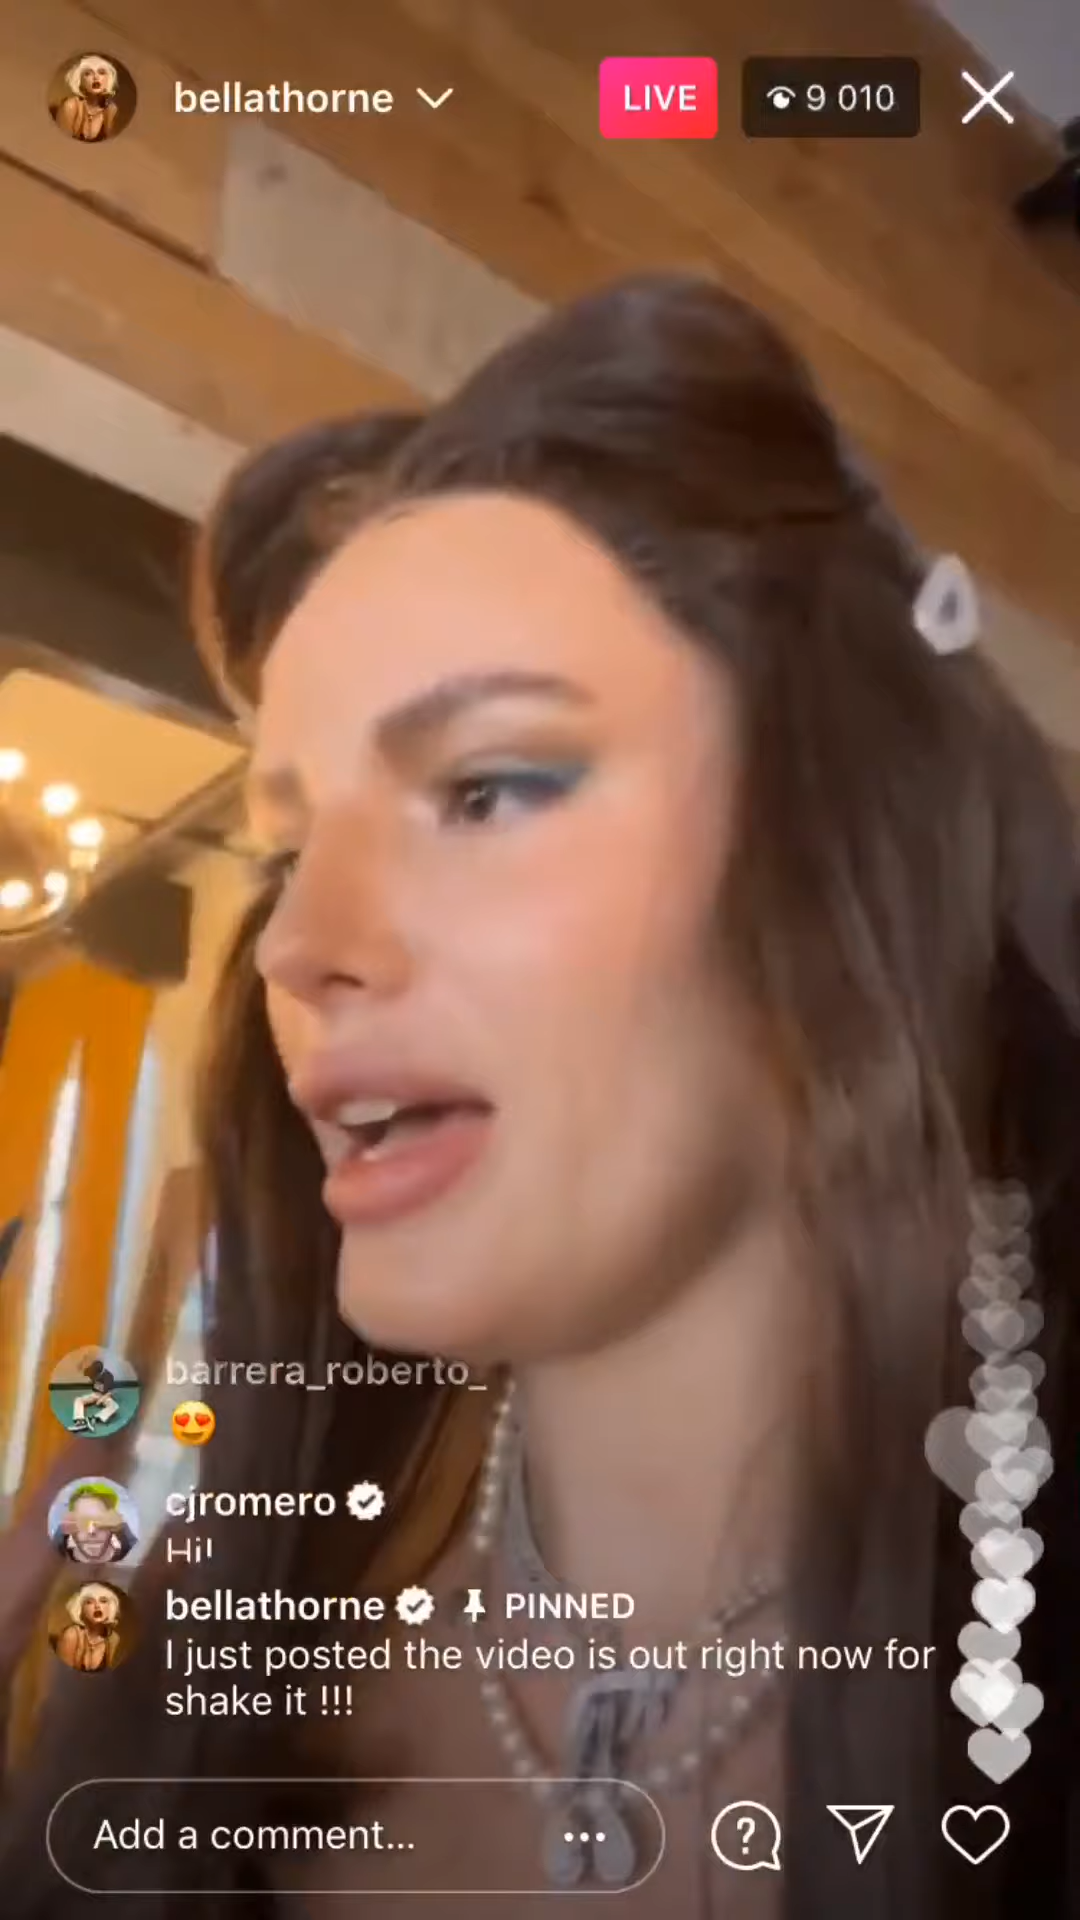 bellathorne
LIVE
9 010
barrera_roberto_
😍
cjromero
Hi!
bellathorne PINNED
I just posted the video is out right now for
shake it !!!
Add a comment...